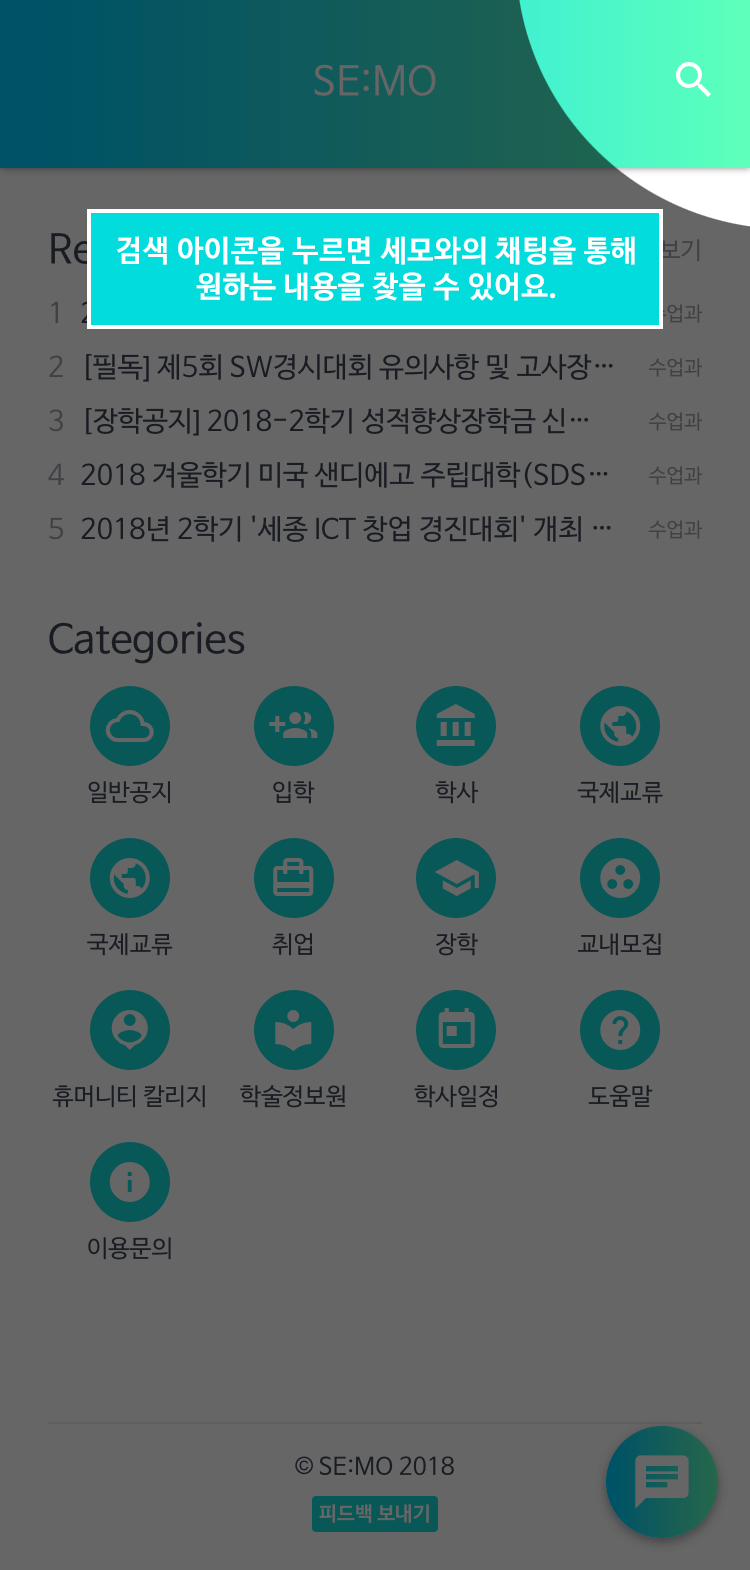 SE:MO
검색 아이콘을 누르면 세모와의 채팅을 통해
원하는 내용을 찾을 수 있어요.
1
2 [필독] 제5회 SW경시대회 유의사항 및 고사장… 수업과
3 [장학공지] 2018-2학기 성적향상장학금 신… 수업과
4 2018 겨울학기 미국 샌디에고 주립대학(SDS… 수업과
5 2018년 2학기 '세종 ICT 창업 경진대회' 개최 … 수업과
Categories
일반공지 입학 학사 국제교류
국제교류 취업 장학 교내모집
휴머니티 칼리지 학술정보원 학사일정 도움말
이용문의
© SE:MO 2018
피드백 보내기